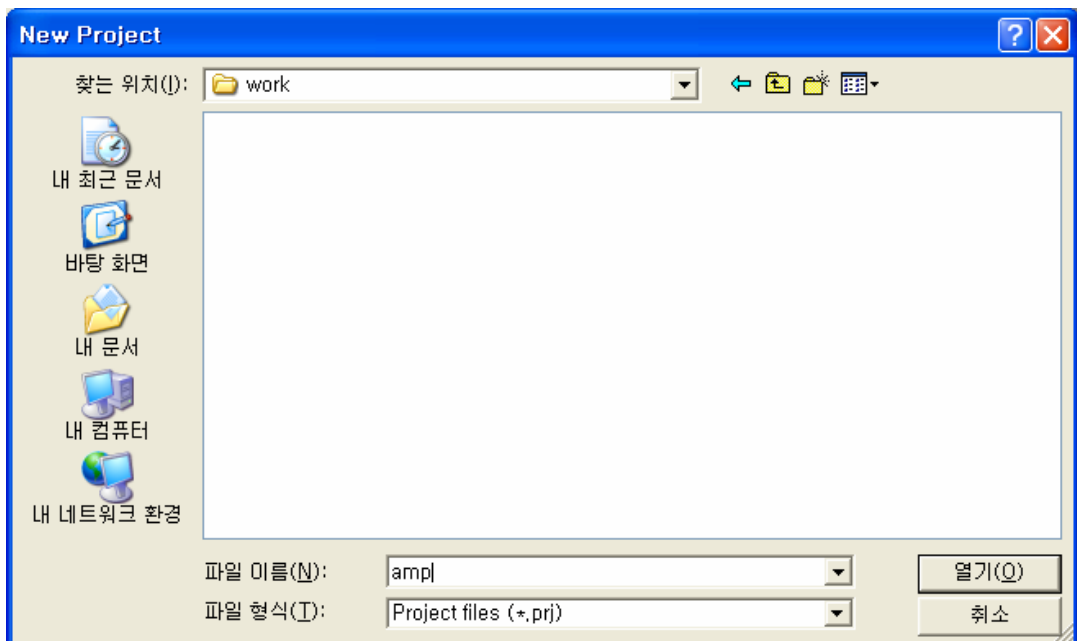 New Project
찾는 위치(I):
work
내 최근 문서
바탕 화면
내 문서
내 컴퓨터
내 네트워크 환경
파일 이름(N):
amp
열기(O)
파일 형식(T):
Project files (*.prj)
취소